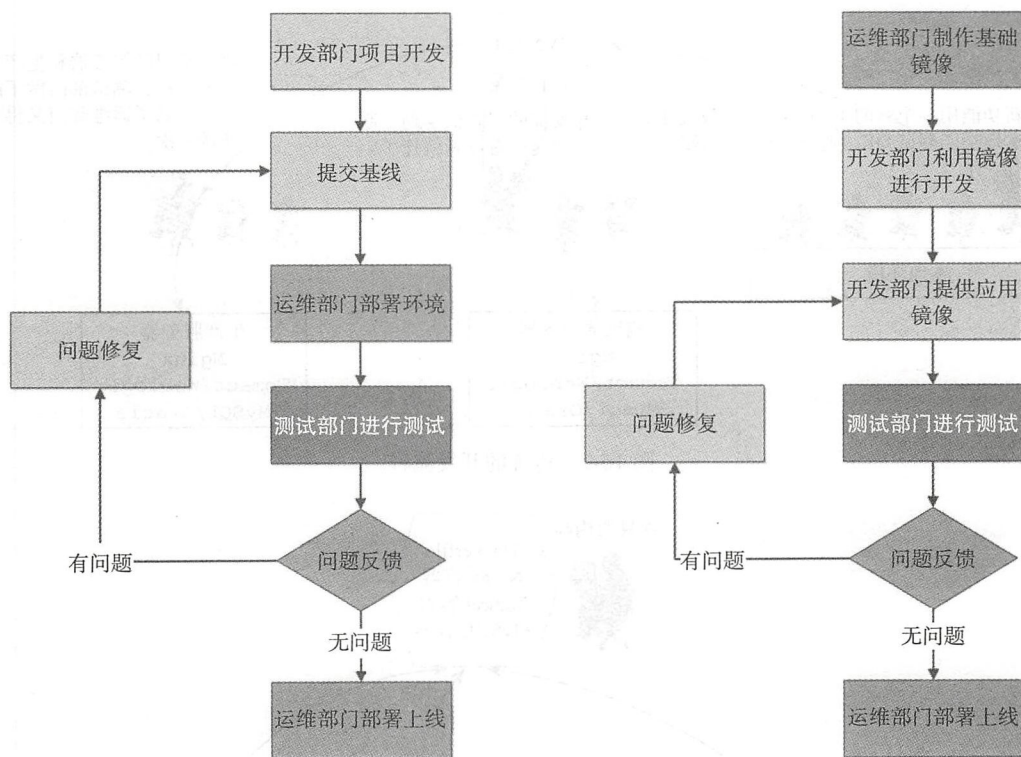 开发部门项目开发
提交基线
运维部门部署环境
问题修复
测试部门进行测试
有问题
问题反馈
无问题
运维部门部署上线
运维部门制作基础
镜像
开发部门利用镜像
进行开发
开发部门提供应用
镜像
问题修复
测试部门进行测试
有问题
问题反馈
无问题
运维部门部署上线